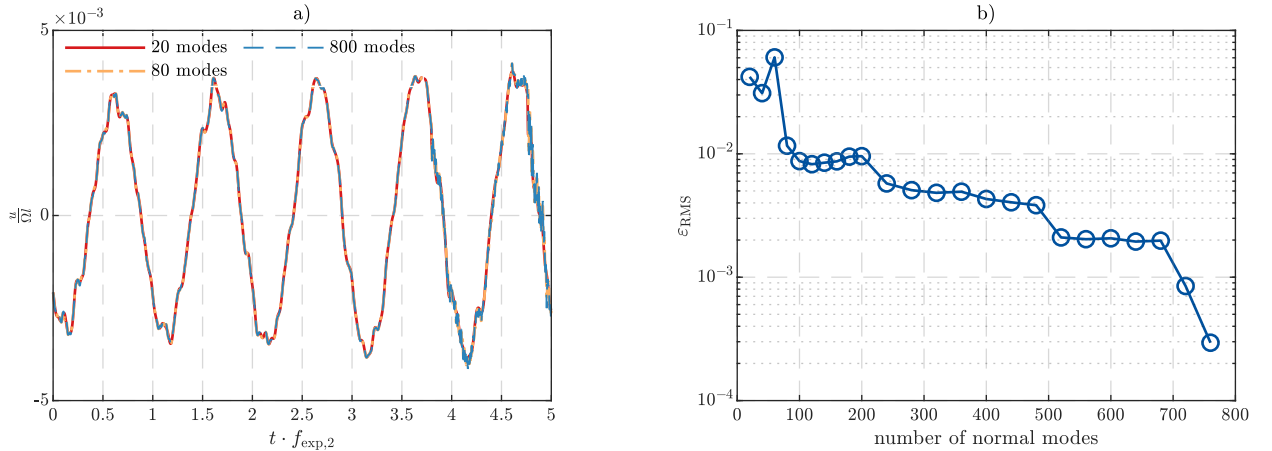 a)
×10⁻³
5
20 modes
800 modes
80 modes
u/Ωl
0
-5
0 0.5 1 1.5 2 2.5 3 3.5 4 4.5 5
t · f_exp,2
b)
10⁻¹
10⁻²
ε_RMS
10⁻³
10⁻⁴
0 100 200 300 400 500 600 700 800
number of normal modes